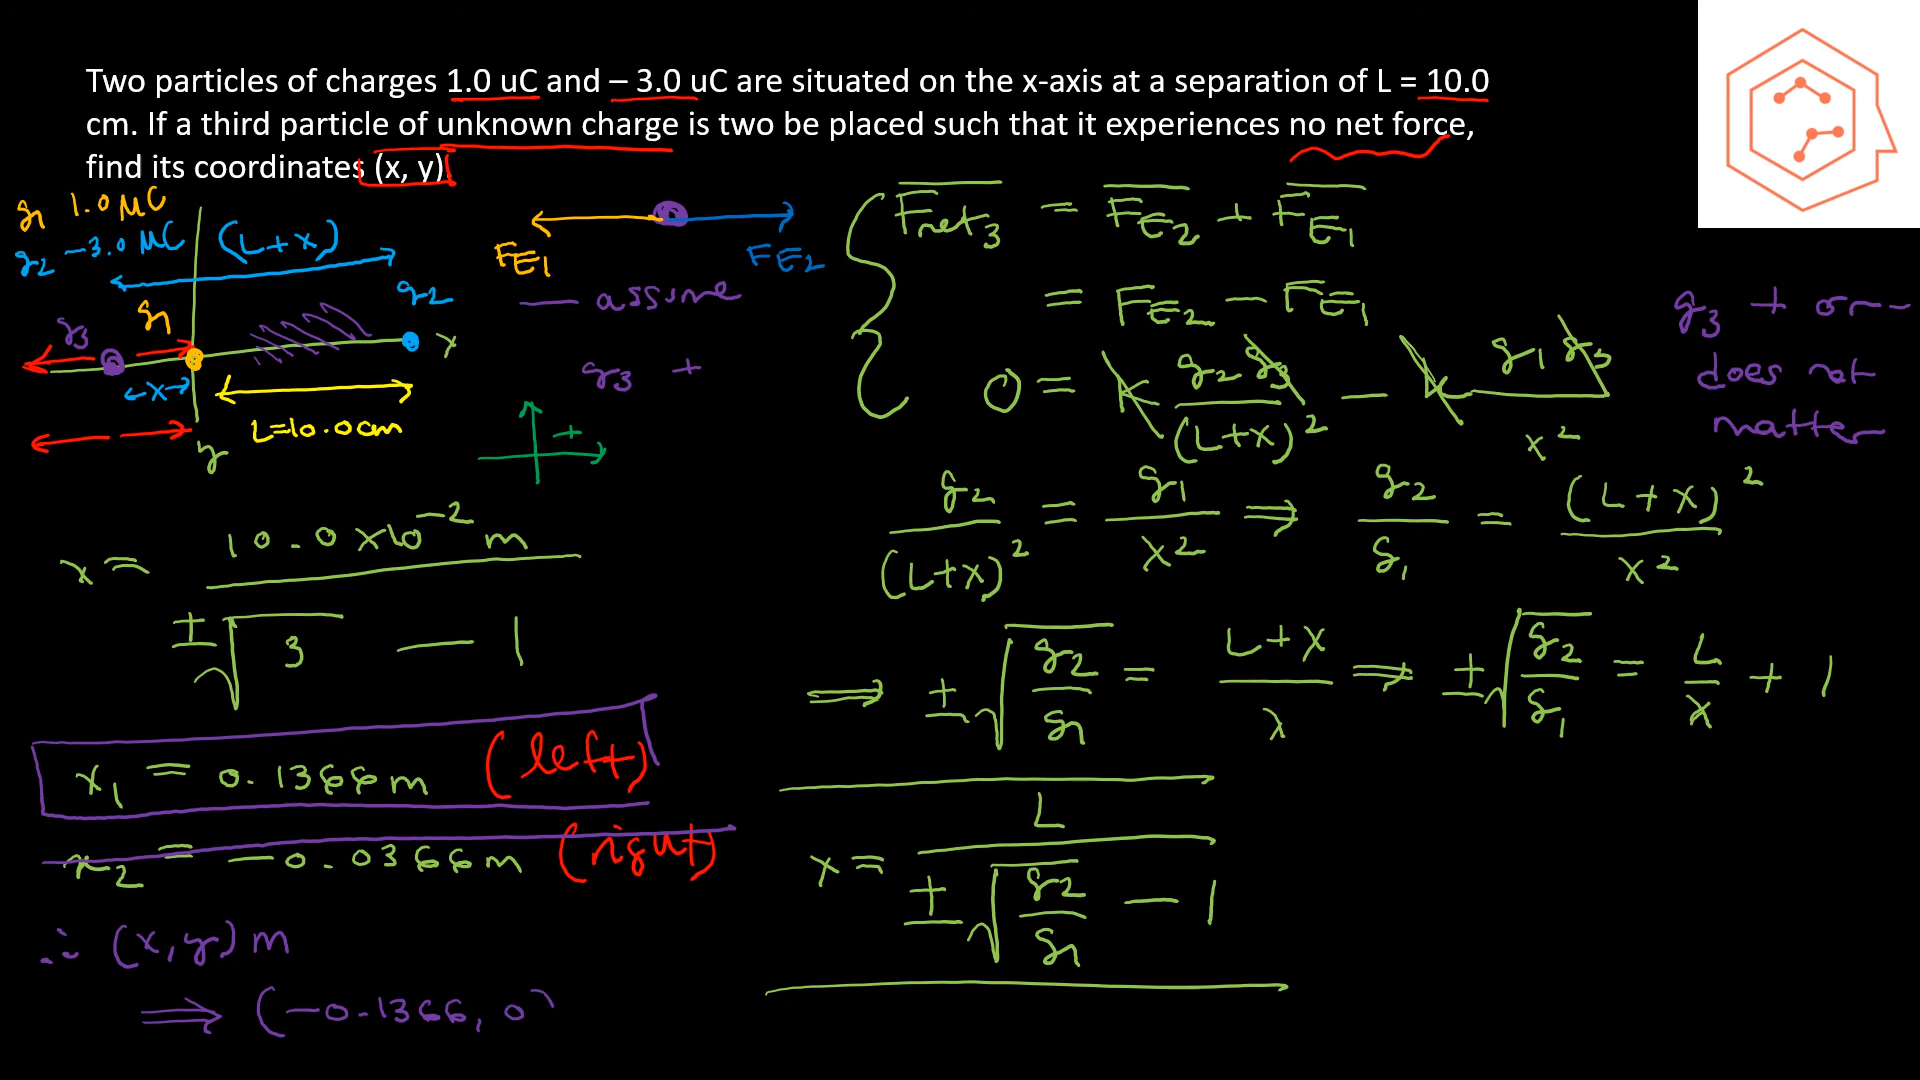 Two particles of charges 1.0 uC and – 3.0 uC are situated on the x-axis at a separation of L = 10.0
cm. If a third particle of unknown charge is two be placed such that it experiences no net force,
find its coordinates (x, y)
q1 1.0 μC
q2 -3.0 μC
(L+x)
q3
q1
q2
x
x
L=10.0cm
y
FE1
FE2
assume
q3 +
+
Fnet3 = FE2 + FE1
= FE2 - FE1
0 = k q2 q3 / (L+x)² - k q1 q3 / x²
q3 + or -
does not
matter
q2 / (L+x)² = q1 / x² ⇒ q2 / q1 = (L+x)² / x²
⇒ ±√(q2 / q1) = (L+x) / x ⇒ ±√(q2 / q1) = L / x + 1
x = L / (±√(q2 / q1) - 1)
x = 10.0 x 10⁻² m / (±√3 - 1)
x1 = 0.1366 m (left)
x2 = -0.0366 m (right)
∴ (x, y) m
⇒ (-0.1366, 0)